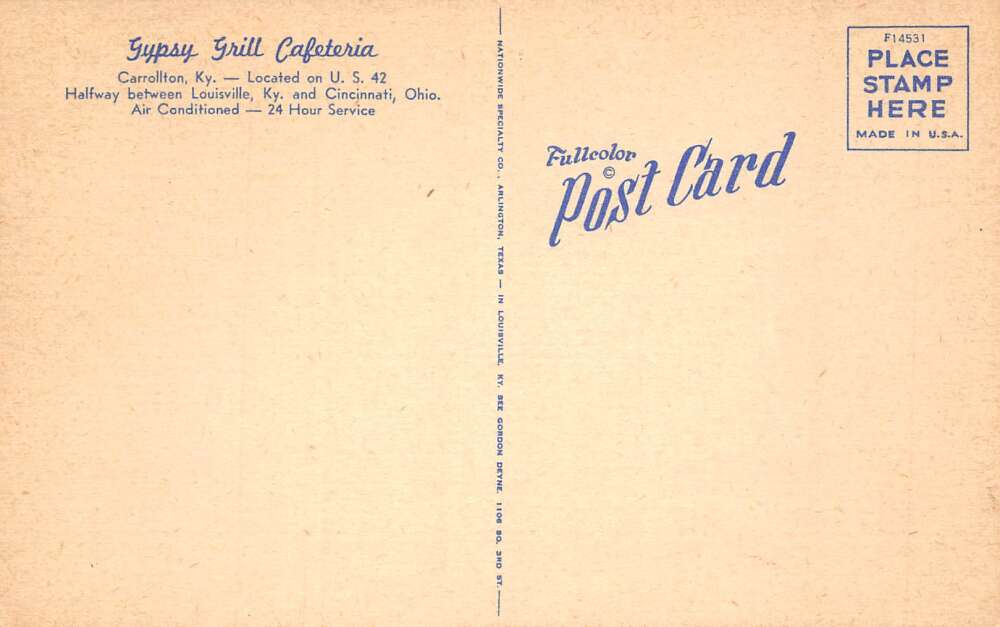 Gypsy Grill Cafeteria
Carrollton, Ky. — Located on U. S. 42
Halfway between Louisville, Ky. and Cincinnati, Ohio.
Air Conditioned — 24 Hour Service
NATIONWIDE SPECIALTY CO., ARLINGTON, TEXAS — IN LOUISVILLE, KY. SEE GORDON DEYNE, 1106 SO. 3RD ST.
Fullcolor
©
Post Card
F14531
PLACE
STAMP
HERE
MADE IN U.S.A.